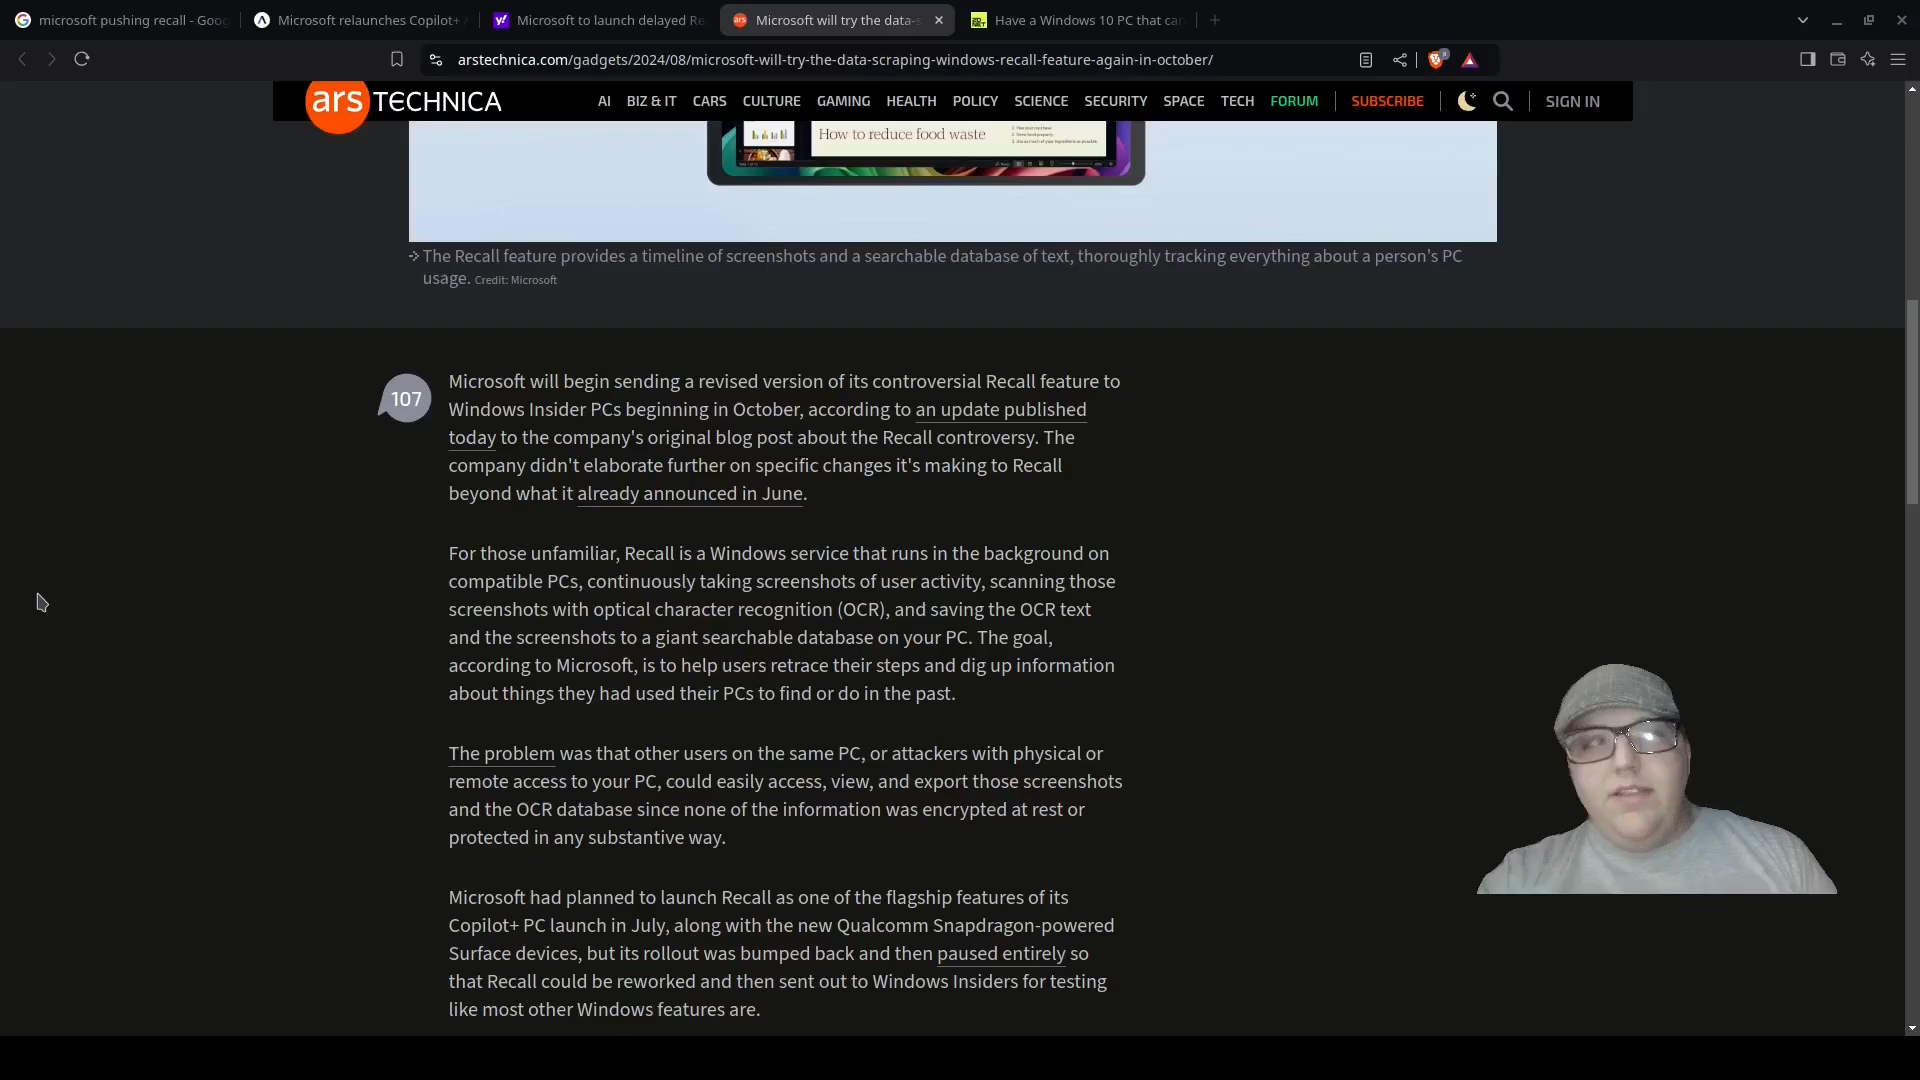 microsoft pushing recall - Goog
Microsoft relaunches Copilot+
Microsoft to launch delayed Re
Microsoft will try the data-s
Have a Windows 10 PC that can
arstechnica.com/gadgets/2024/08/microsoft-will-try-the-data-scraping-windows-recall-feature-again-in-october/
ars TECHNICA
AI BIZ & IT CARS CULTURE GAMING HEALTH POLICY SCIENCE SECURITY SPACE TECH FORUM SUBSCRIBE SIGN IN
How to reduce food waste
The Recall feature provides a timeline of screenshots and a searchable database of text, thoroughly tracking everything about a person's PC
usage. Credit: Microsoft
107
Microsoft will begin sending a revised version of its controversial Recall feature to
Windows Insider PCs beginning in October, according to an update published
today to the company's original blog post about the Recall controversy. The
company didn't elaborate further on specific changes it's making to Recall
beyond what it already announced in June.
For those unfamiliar, Recall is a Windows service that runs in the background on
compatible PCs, continuously taking screenshots of user activity, scanning those
screenshots with optical character recognition (OCR), and saving the OCR text
and the screenshots to a giant searchable database on your PC. The goal,
according to Microsoft, is to help users retrace their steps and dig up information
about things they had used their PCs to find or do in the past.
The problem was that other users on the same PC, or attackers with physical or
remote access to your PC, could easily access, view, and export those screenshots
and the OCR database since none of the information was encrypted at rest or
protected in any substantive way.
Microsoft had planned to launch Recall as one of the flagship features of its
Copilot+ PC launch in July, along with the new Qualcomm Snapdragon-powered
Surface devices, but its rollout was bumped back and then paused entirely so
that Recall could be reworked and then sent out to Windows Insiders for testing
like most other Windows features are.